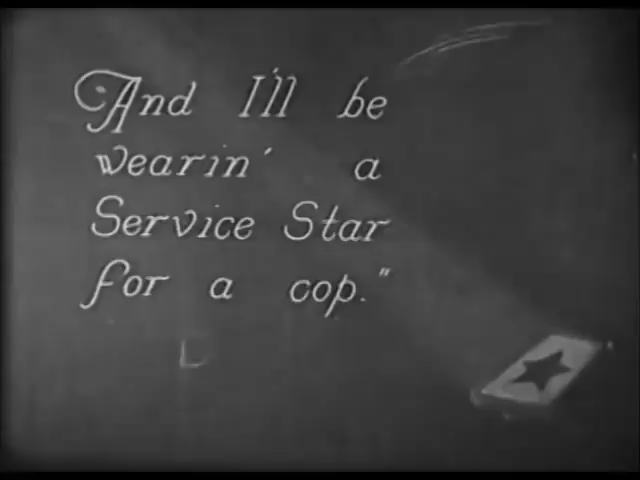 And I'll be
wearin' a
Service Star
for a cop."
L